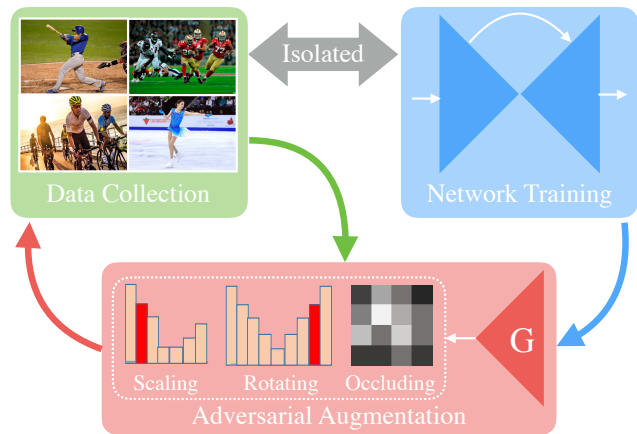 Isolated
Data Collection
Network Training
G
Scaling
Rotating
Occluding
Adversarial Augmentation